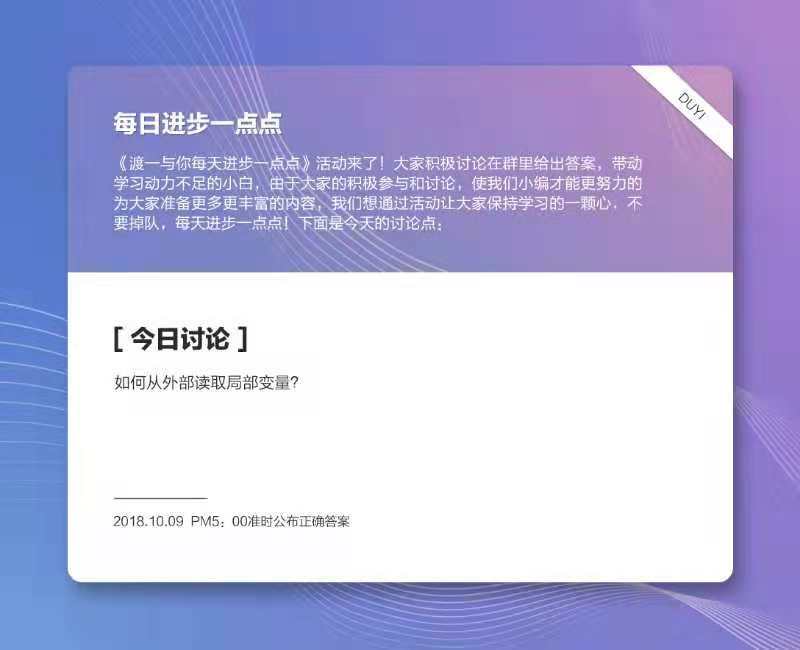 DUYI
每日进步一点点
《渡一与你每天进步一点点》活动来了！大家积极讨论在群里给出答案，带动
学习动力不足的小白，由于大家的积极参与和讨论，使我们小编才能更努力的
为大家准备更多更丰富的内容，我们想通过活动让大家保持学习的一颗心，不
要掉队，每天进步一点点！下面是今天的讨论点；
[ 今日讨论 ]
如何从外部读取局部变量？
2018.10.09 PM5：00准时公布正确答案